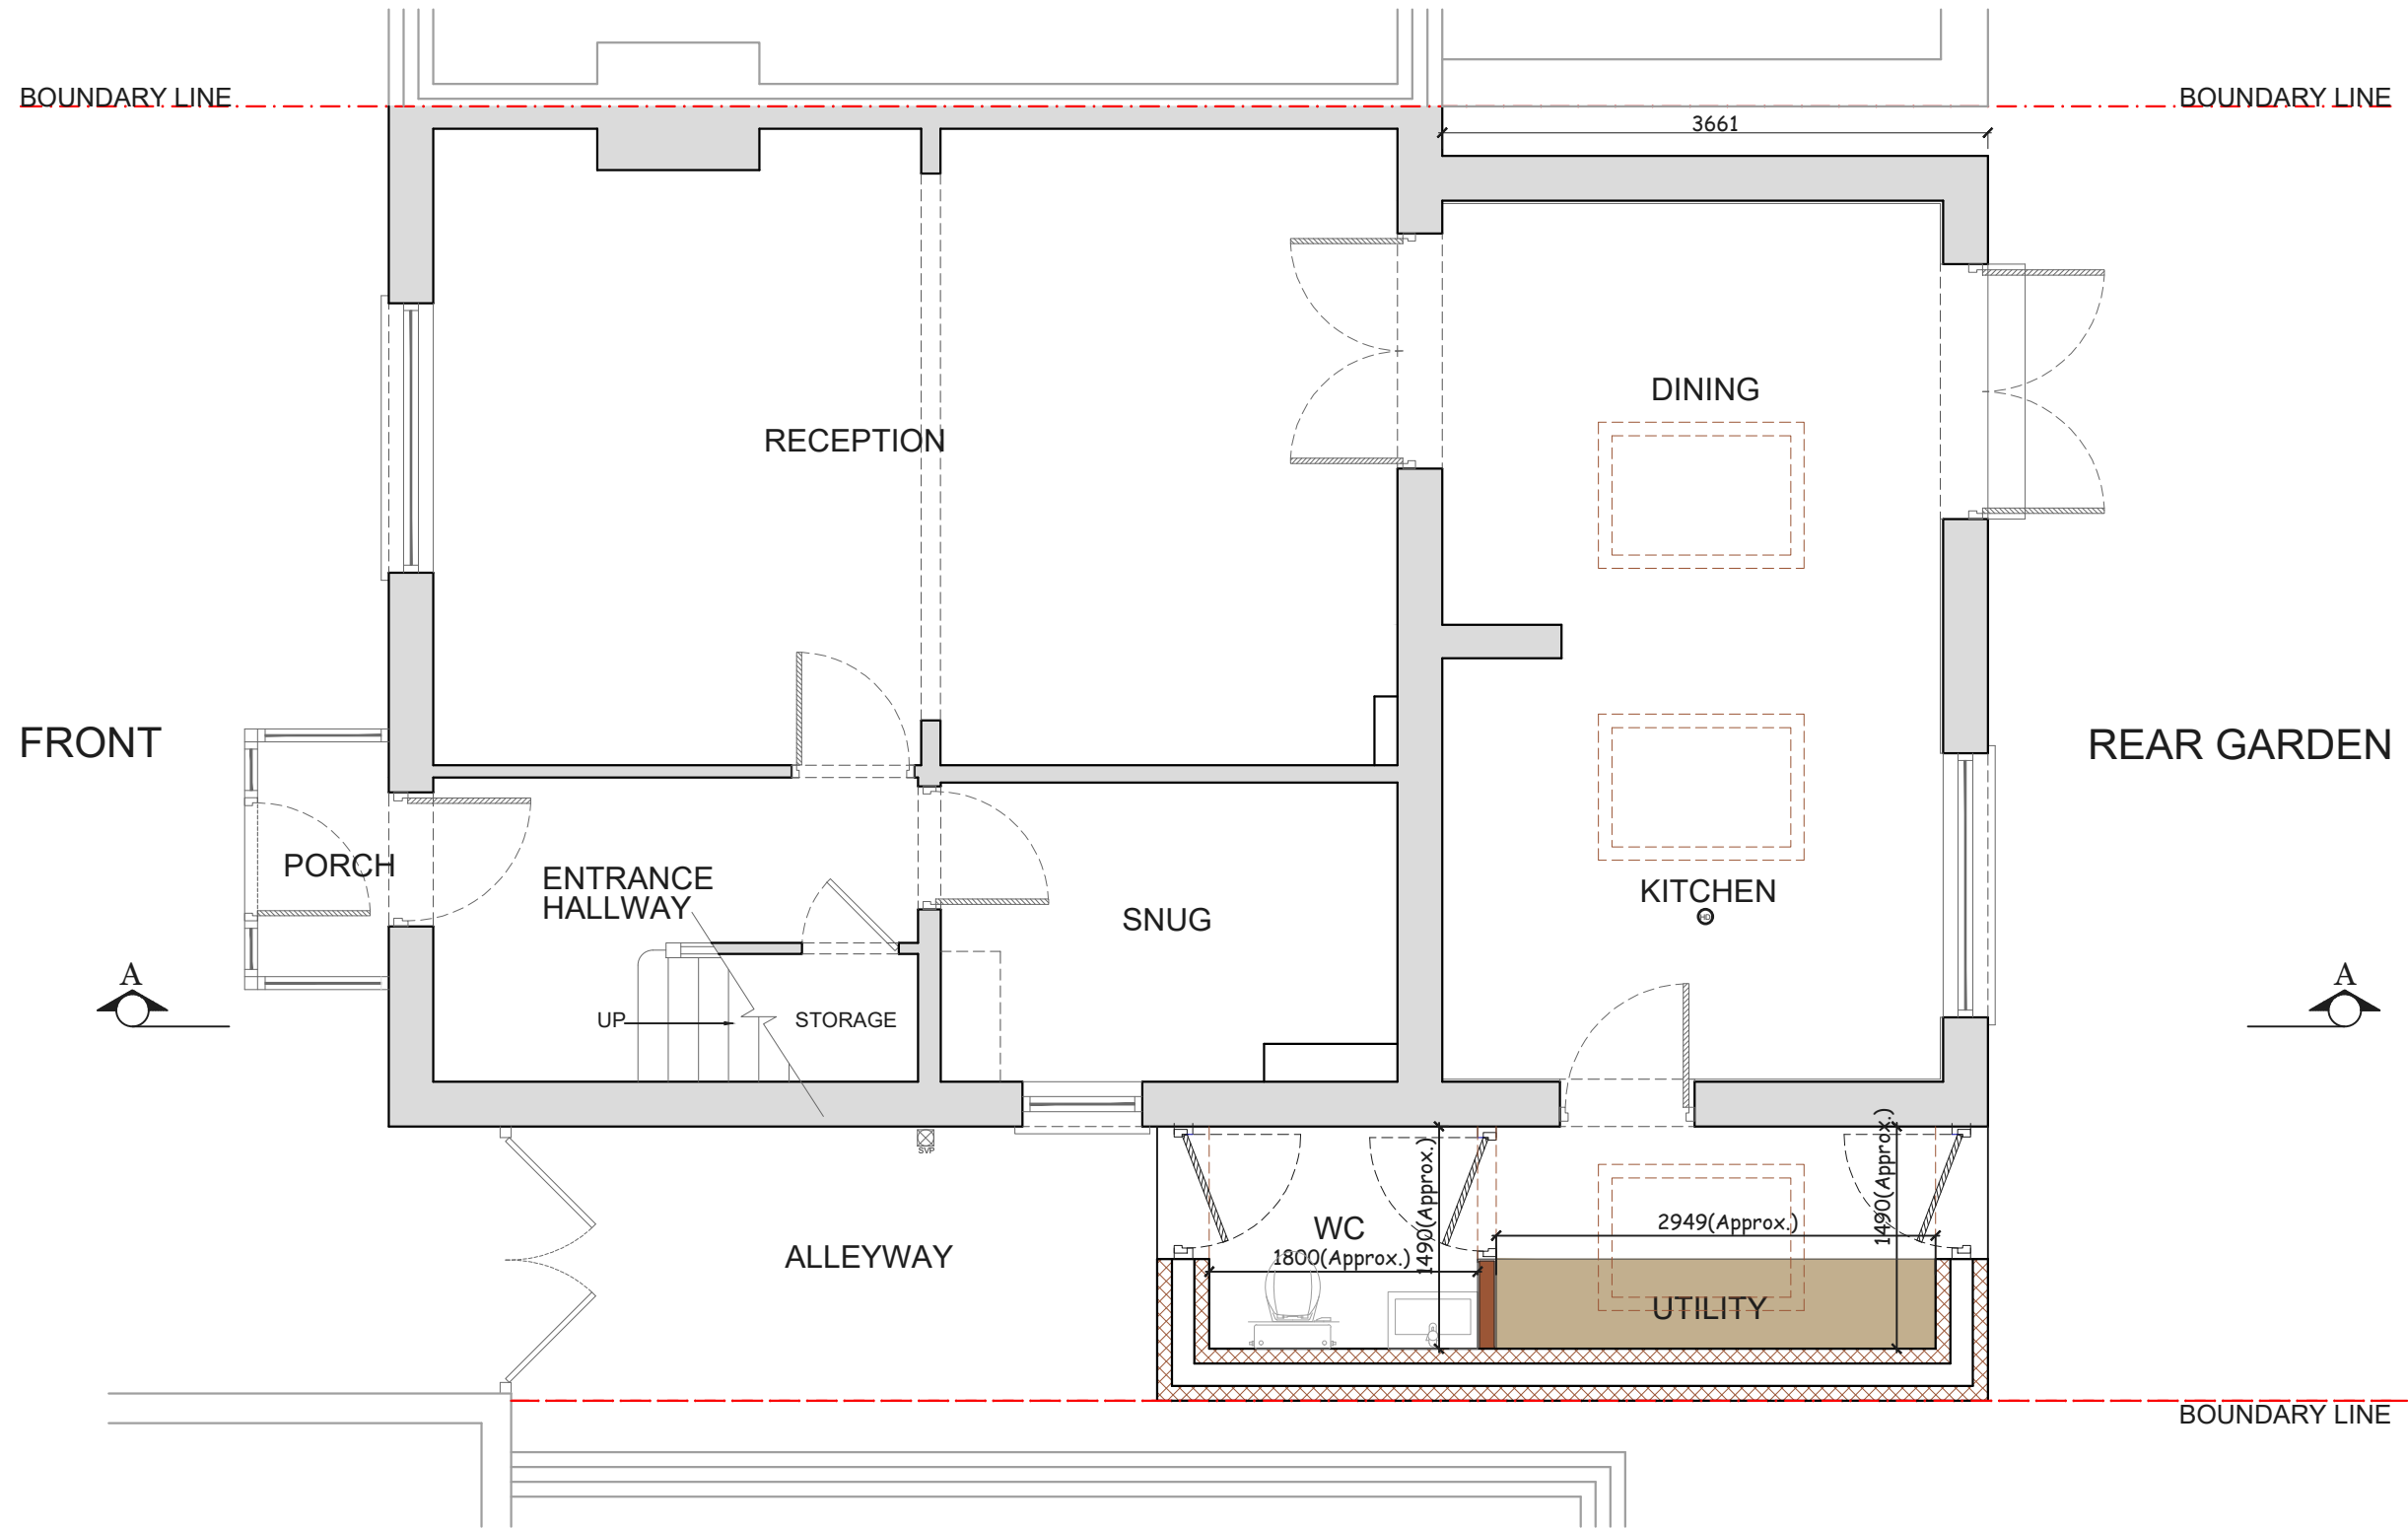 BOUNDARY LINE
BOUNDARY LINE
3661
DINING
RECEPTION
FRONT
REAR GARDEN
PORCH
ENTRANCE
HALLWAY
KITCHEN
HD
SNUG
A
A
UP
STORAGE
SVP
1490(Approx.)
1490(Approx.)
WC
2949(Approx.)
ALLEYWAY
1800(Approx.)
UTILITY
BOUNDARY LINE